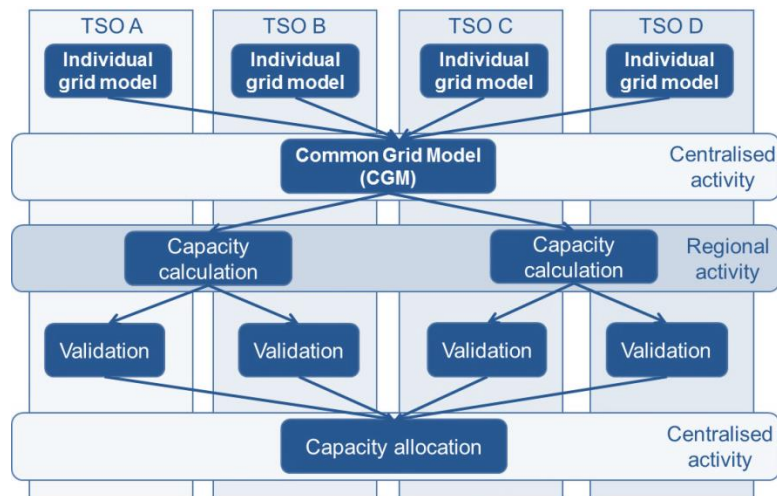 TSO A
TSO B
TSO C
TSO D
Individual
grid model
Individual
grid model
Individual
grid model
Individual
grid model
Common Grid Model
(CGM)
Centralised
activity
Capacity
calculation
Capacity
calculation
Regional
activity
Validation
Validation
Validation
Validation
Capacity allocation
Centralised
activity